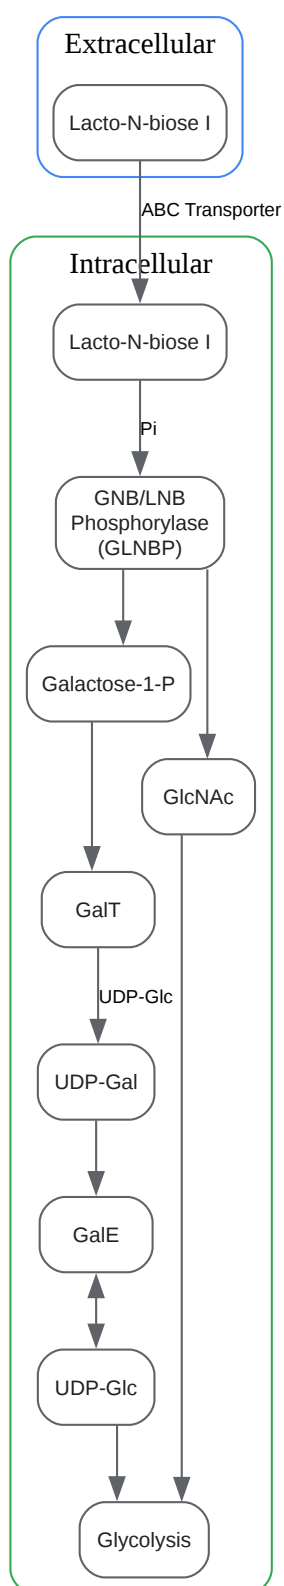 Extracellular
Lacto-N-biose I
ABC Transporter
Intracellular
Lacto-N-biose I
Pi
GNB/LNB
Phosphorylase
(GLNBP)
Galactose-1-P
GlcNAc
GalT
UDP-Glc
UDP-Gal
GalE
UDP-Glc
Glycolysis